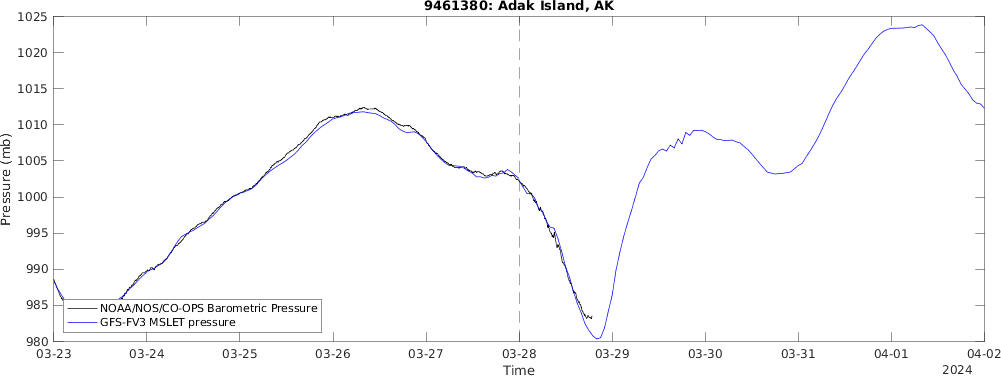 9461380: Adak Island, AK
Pressure (mb)
1025
1020
1015
1010
1005
1000
995
990
985
980
NOAA/NOS/CO-OPS Barometric Pressure
GFS-FV3 MSLET pressure
03-23 03-24 03-25 03-26 03-27 03-28 03-29 03-30 03-31 04-01 04-02
Time
2024